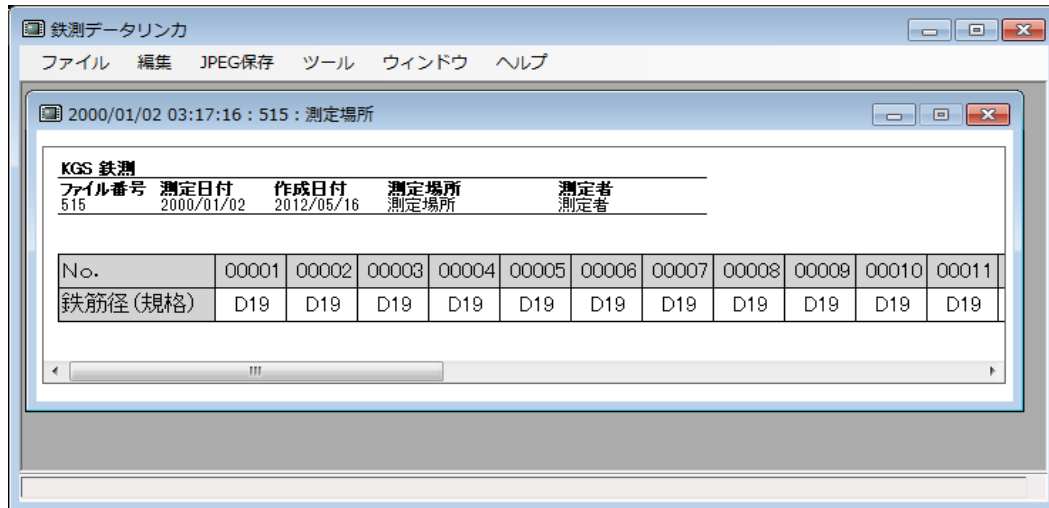 鉄測データリンカ
ファイル 編集 JPEG保存 ツール ウィンドウ ヘルプ
2000/01/02 03:17:16 : 515 : 測定場所
KGS 鉄測
ファイル番号 測定日付 作成日付 測定場所 測定者
515 2000/01/02 2012/05/16 測定場所 測定者
No. 00001 00002 00003 00004 00005 00006 00007 00008 00009 00010 00011
鉄筋径(規格) D19 D19 D19 D19 D19 D19 D19 D19 D19 D19 D19